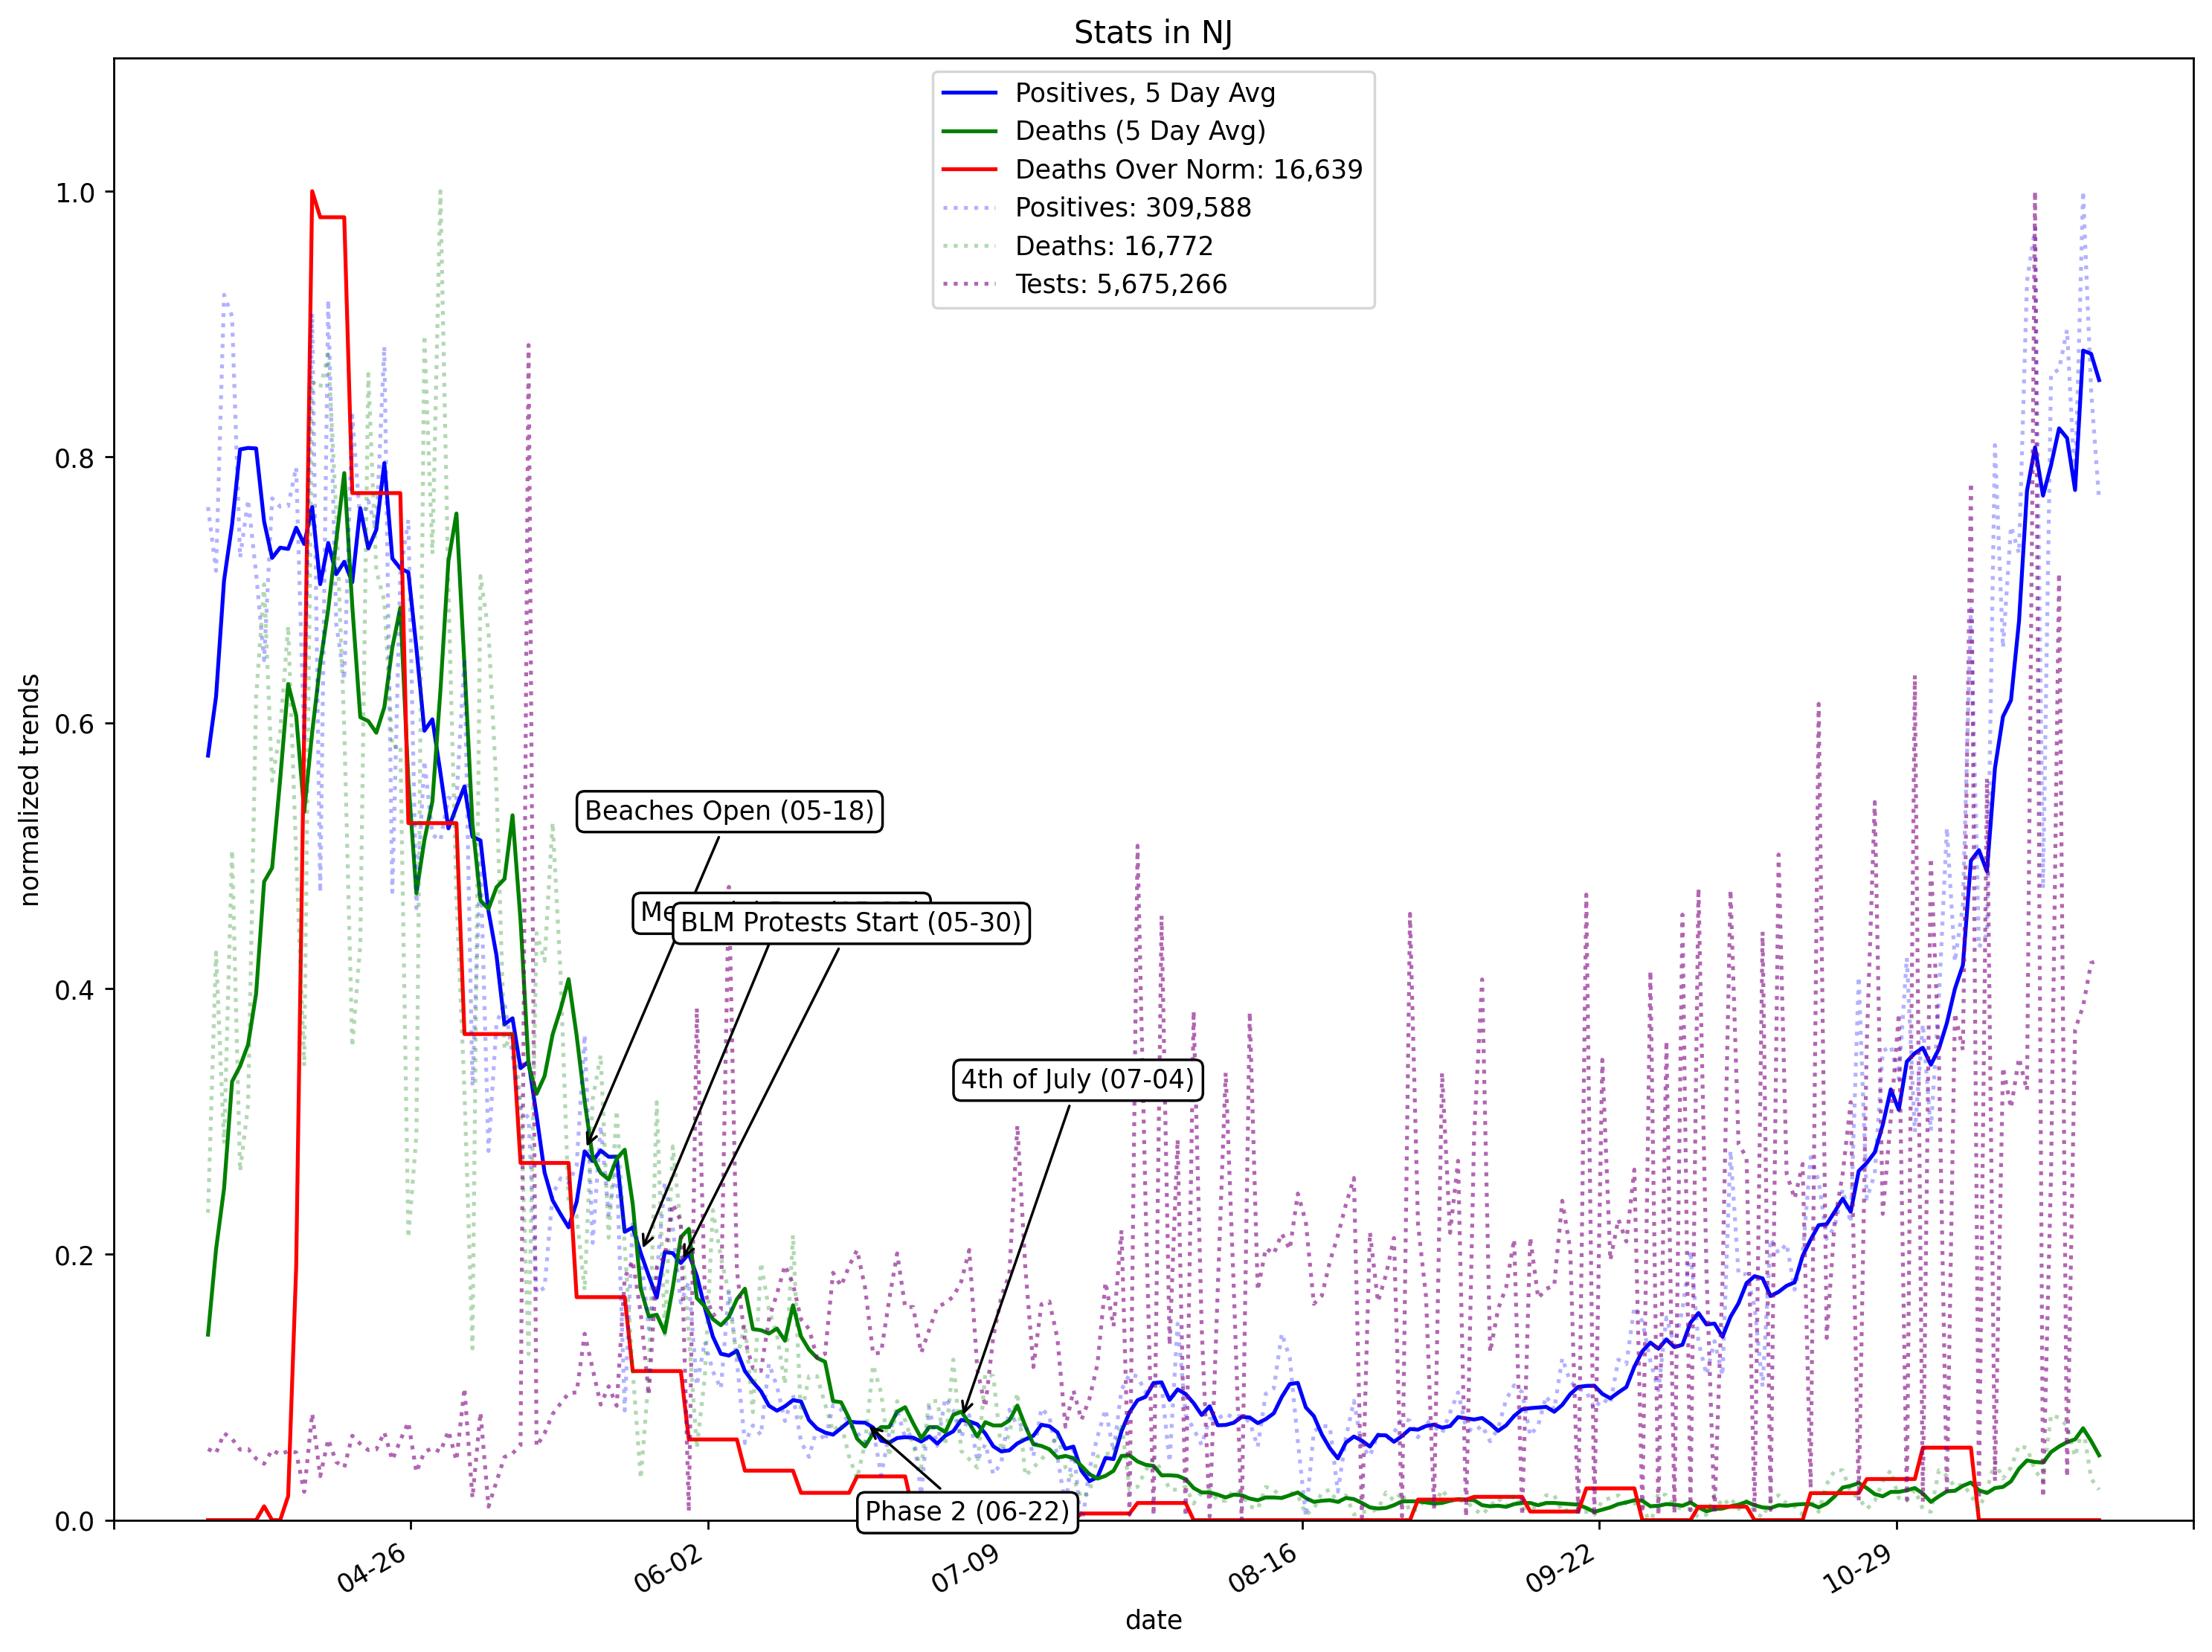 Stats in NJ
Positives, 5 Day Avg
Deaths (5 Day Avg)
Deaths Over Norm: 16,639
Positives: 309,588
Deaths: 16,772
Tests: 5,675,266
1.0
0.8
0.6
0.4
0.2
0.0
normalized trends
Beaches Open (05-18)
BLM Protests Start (05-30)
4th of July (07-04)
Phase 2 (06-22)
04-26
06-02
07-09
08-16
09-22
10-29
date